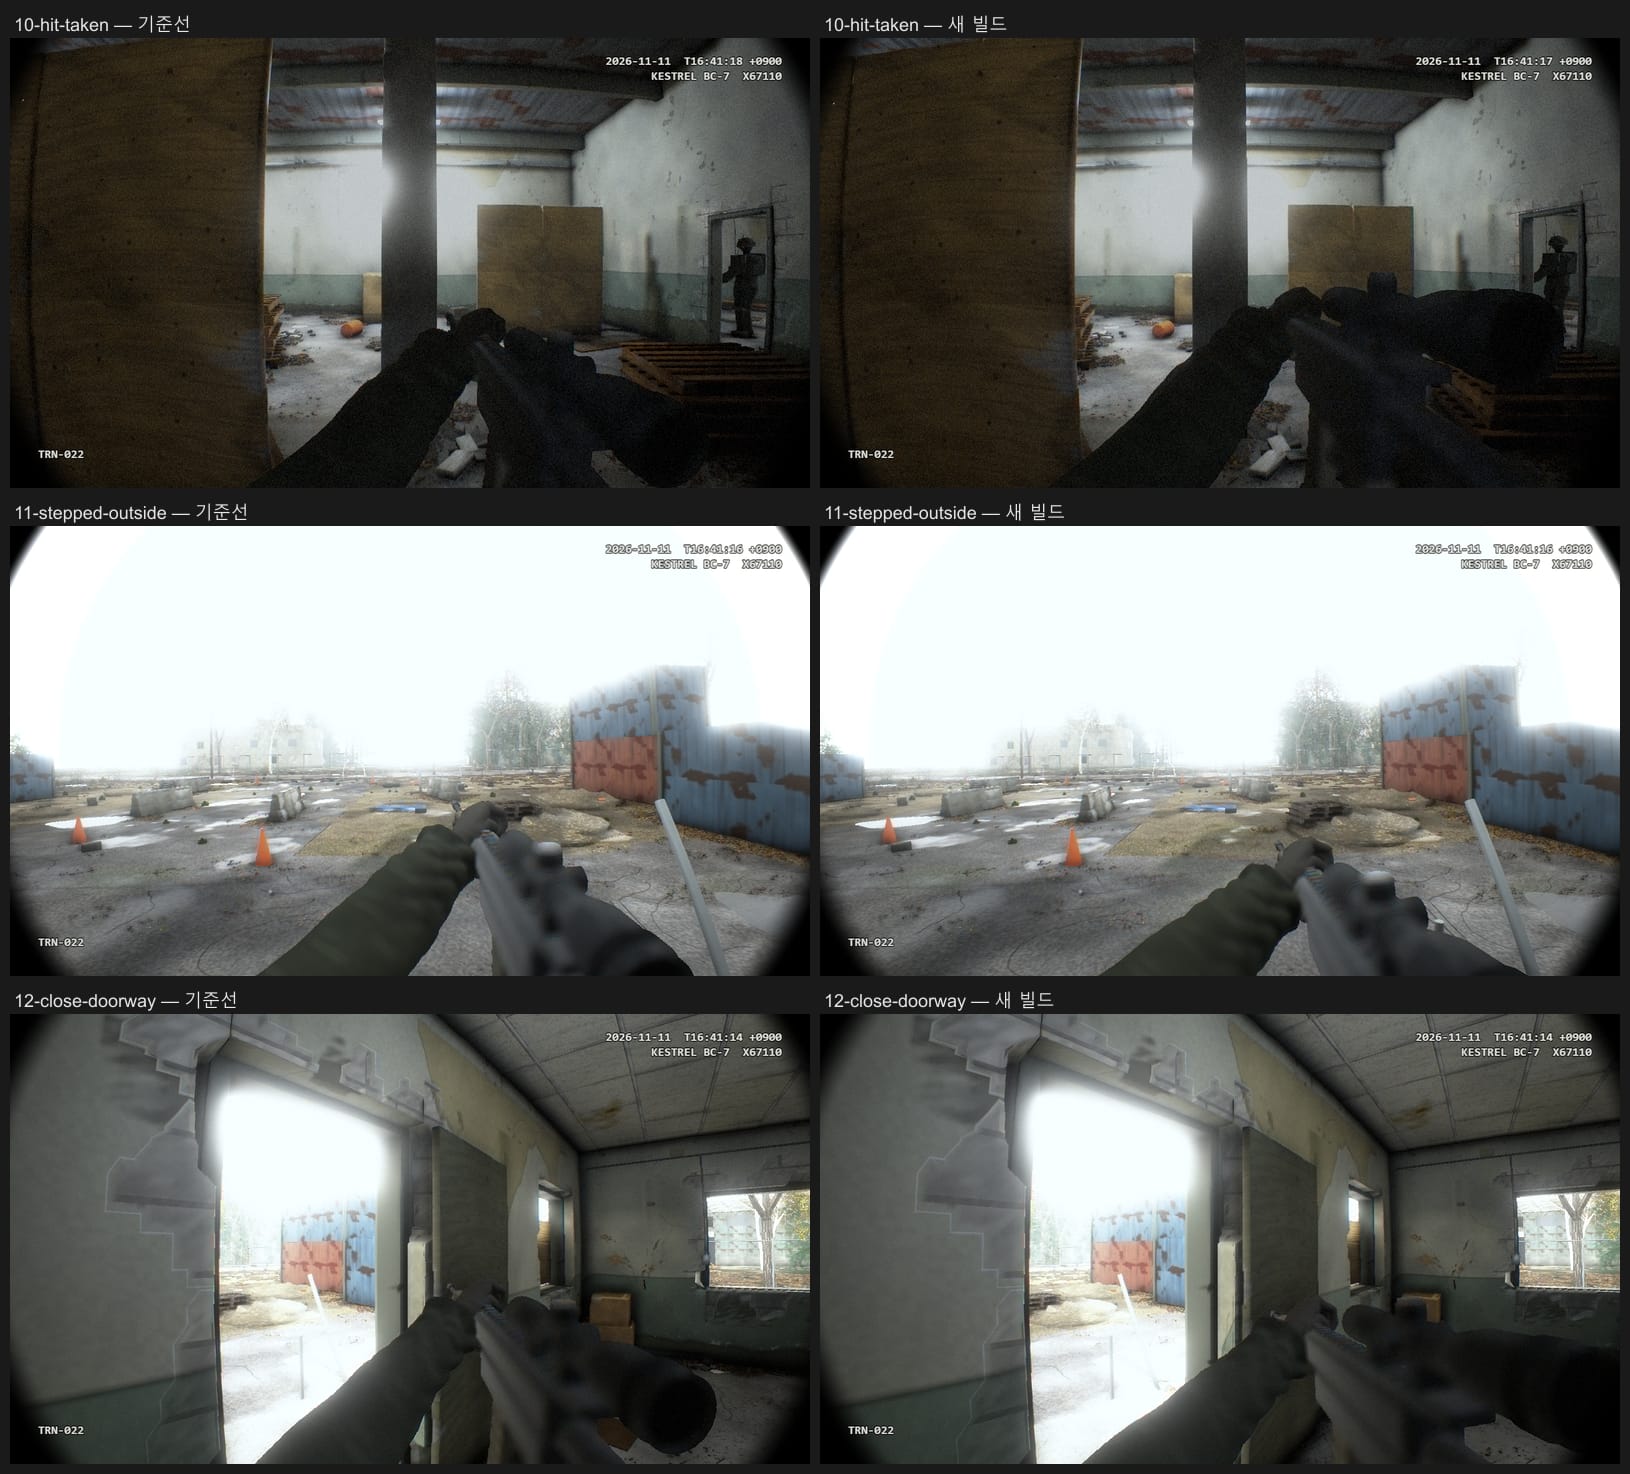 10-hit-taken — 기준선
10-hit-taken — 새 빌드
2026-11-11 T16:41:18 +0900
KESTREL BC-7 X67110
TRN-022
2026-11-11 T16:41:17 +0900
KESTREL BC-7 X67110
TRN-022
11-stepped-outside — 기준선
11-stepped-outside — 새 빌드
2026-11-11 T16:41:16 +0900
KESTREL BC-7 X67110
TRN-022
2026-11-11 T16:41:16 +0900
KESTREL BC-7 X67110
TRN-022
12-close-doorway — 기준선
12-close-doorway — 새 빌드
2026-11-11 T16:41:14 +0900
KESTREL BC-7 X67110
TRN-022
2026-11-11 T16:41:14 +0900
KESTREL BC-7 X67110
TRN-022